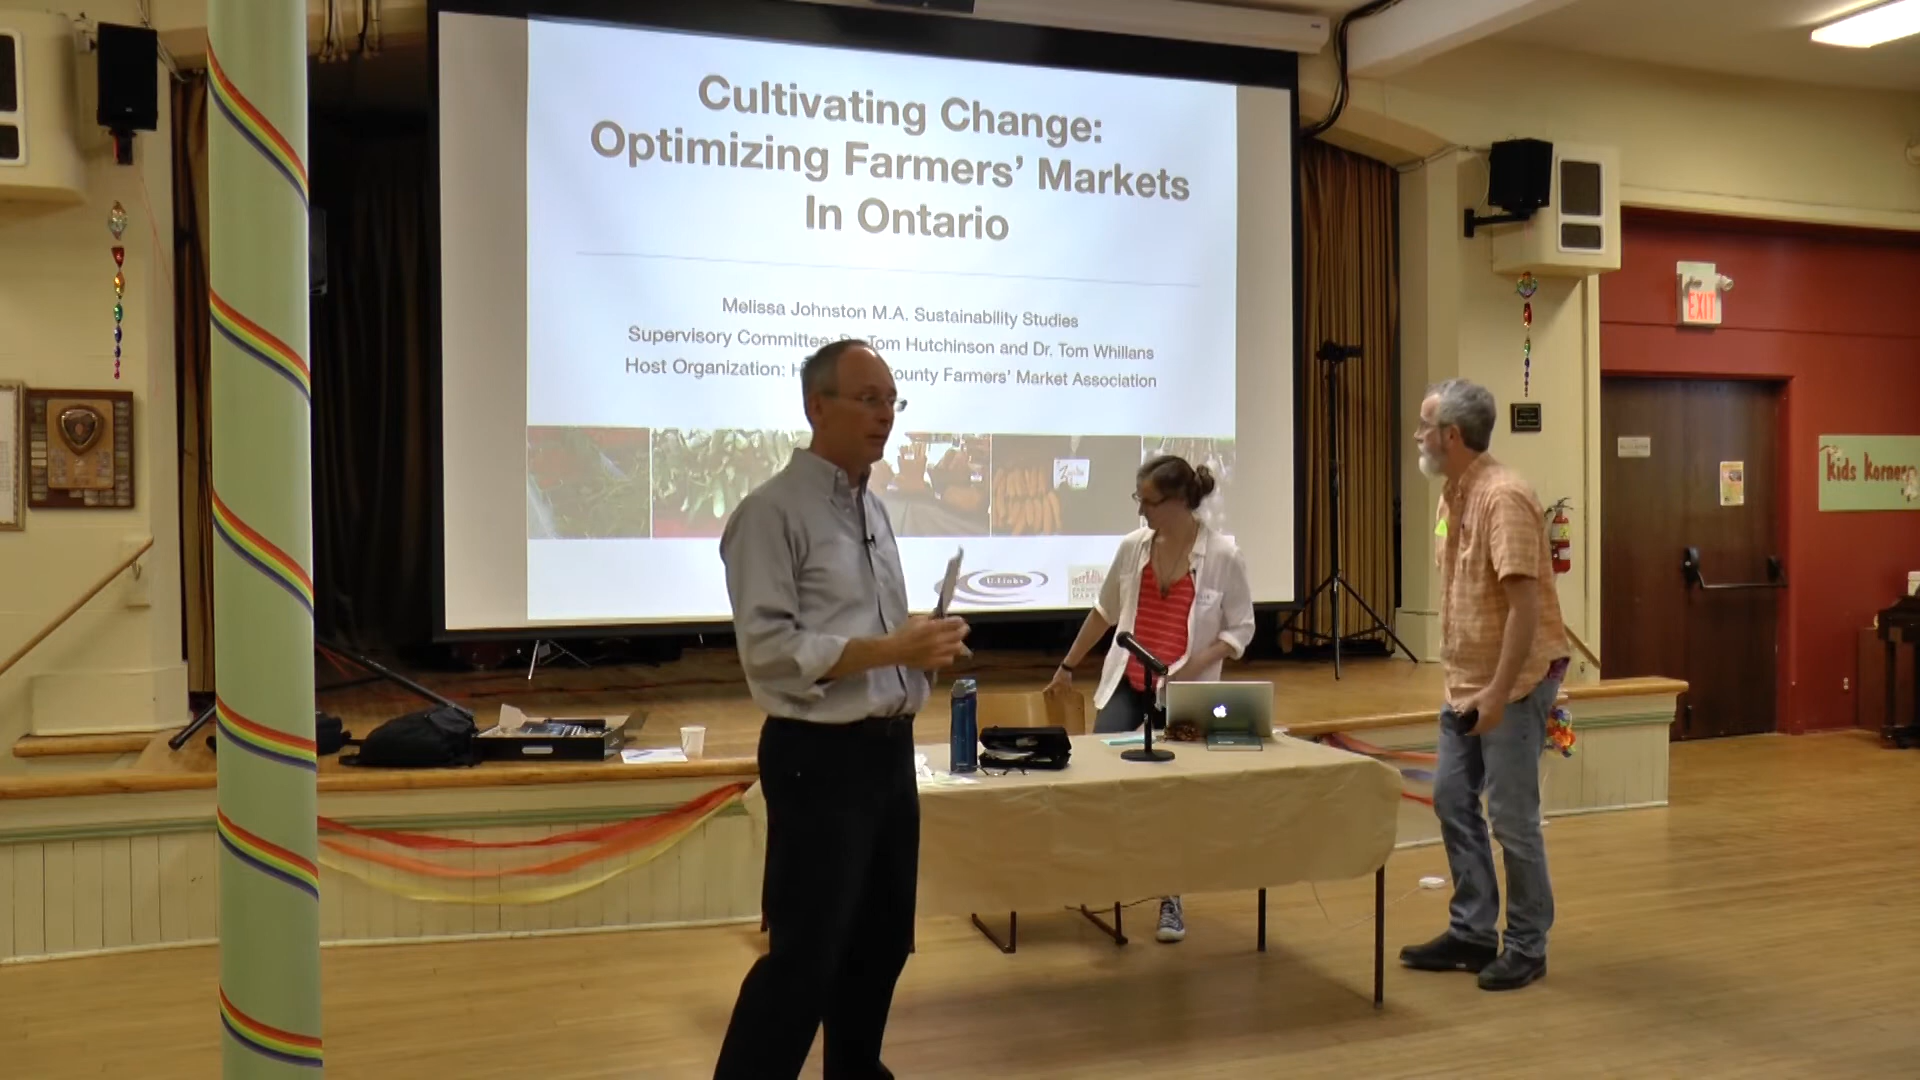 Cultivating Change:
Optimizing Farmers' Markets
In Ontario
Melissa Johnston M.A. Sustainability Studies
Supervisory Committee: Tom Hutchinson and Dr. Tom Whillans
Host Organization: County Farmers' Market Association
U-Links
EXIT
Kids Korner